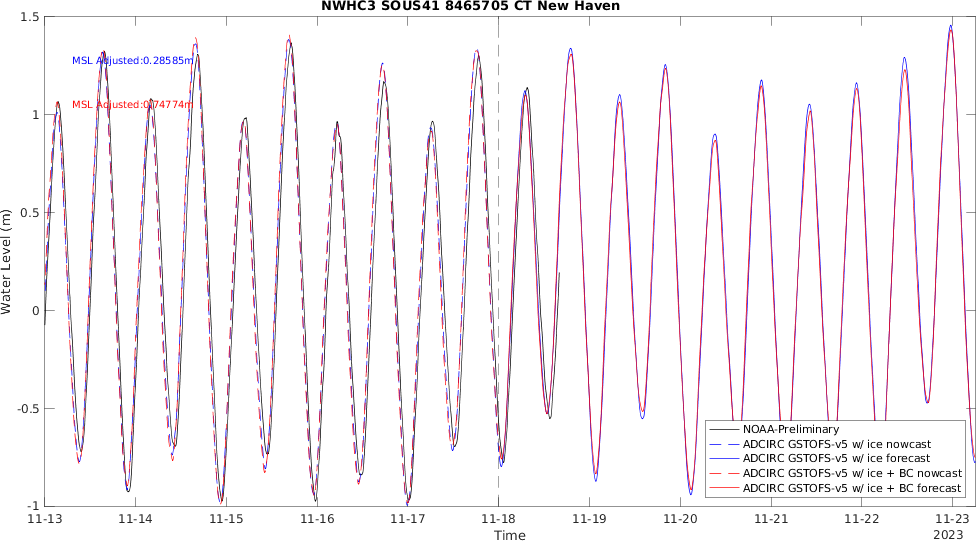 NWHC3 SOUS41 8465705 CT New Haven
1.5
MSL Adjusted:0.28585m
MSL Adjusted:0.74774m
1
0.5
0
-0.5
-1
Water Level (m)
NOAA-Preliminary
ADCIRC GSTOFS-v5 w/ ice nowcast
ADCIRC GSTOFS-v5 w/ ice forecast
ADCIRC GSTOFS-v5 w/ ice + BC nowcast
ADCIRC GSTOFS-v5 w/ ice + BC forecast
11-13 11-14 11-15 11-16 11-17 11-18 11-19 11-20 11-21 11-22 11-23
Time
2023